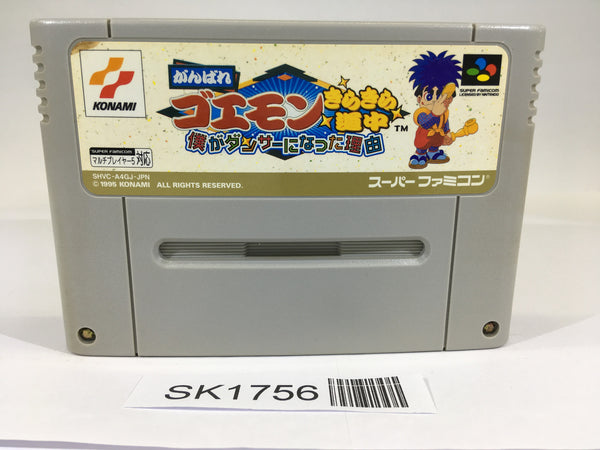 KONAMI
がんばれ
ゴエモン
きらきら
道中
TM
僕がダンサーになった理由
SUPER FAMICOM
LICENSED BY NINTENDO
SUPER FAMICOM
マルチプレイヤー5対応
SHVC-A4GJ-JPN
© 1995 KONAMI ALL RIGHTS RESERVED.
スーパーファミコン
SK1756